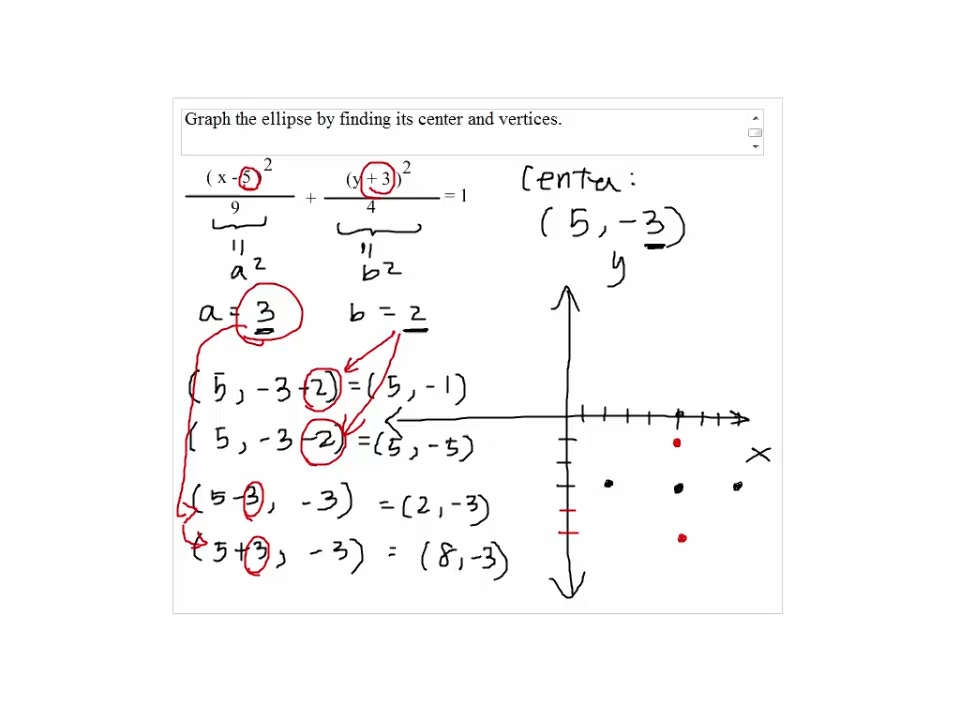 Graph the ellipse by finding its center and vertices.
( x - 5 )^2 / 9 + (y + 3 )^2 / 4 = 1
Center:
( 5 , -3 )
y
= a^2
= b^2
a = 3
b = 2
( 5 , -3 +2) = ( 5 , -1 )
( 5 , -3 -2) = (5 , -5 )
x
( 5-3 , -3 ) = ( 2 , -3 )
( 5+3 , -3 ) = ( 8 , -3 )